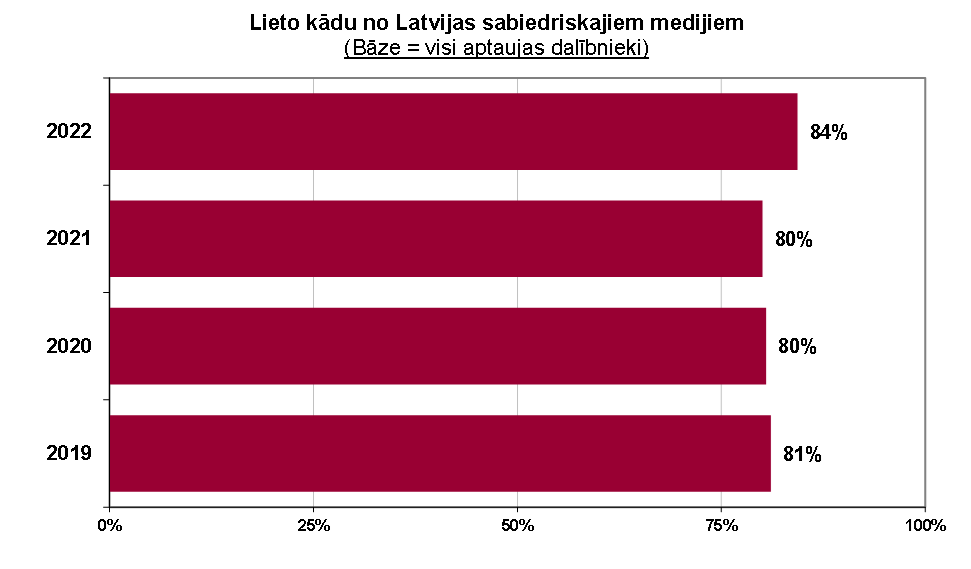 Lieto kādu no Latvijas sabiedriskajiem medijiem
(Bāze = visi aptaujas dalībnieki)
2022
84%
2021
80%
2020
80%
2019
81%
0% 25% 50% 75% 100%